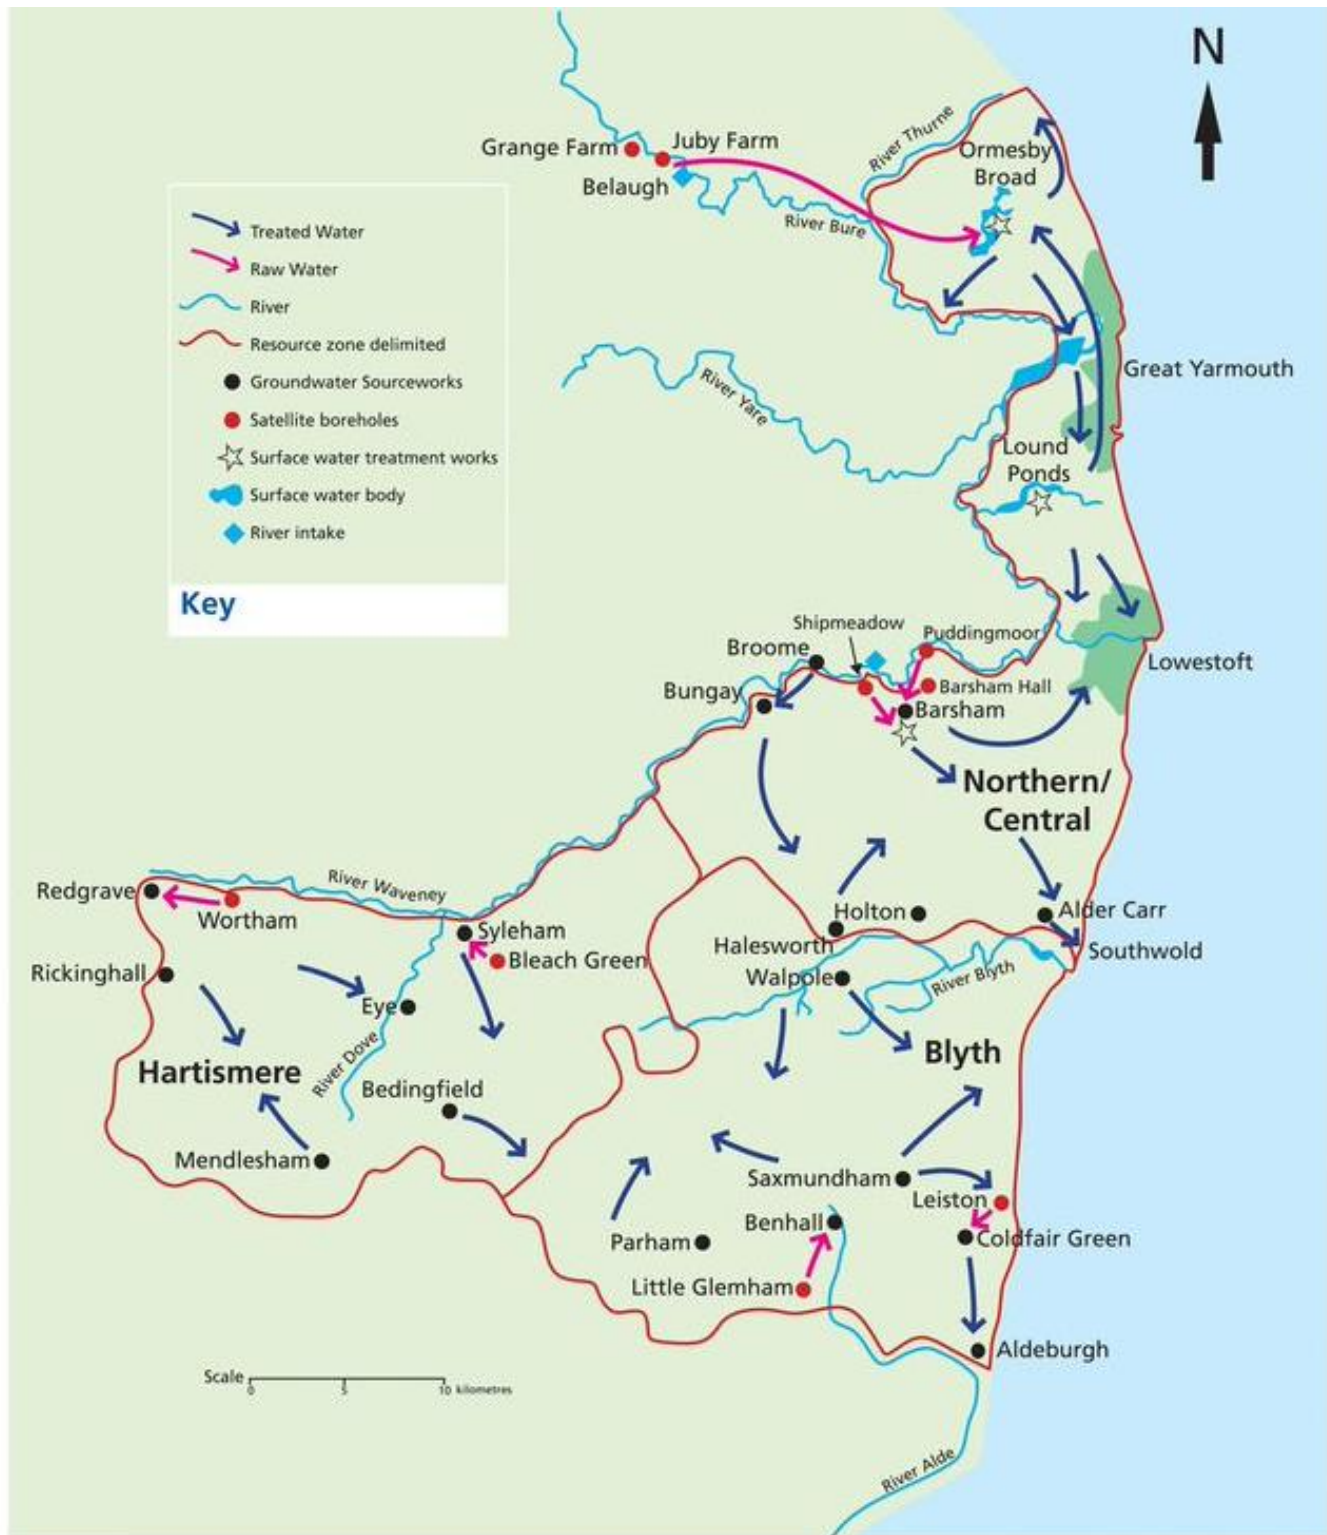 N
Grange Farm
Juby Farm
Belaugh
River Thurne
Ormesby
Broad
River Bure
Treated Water
Raw Water
River
Resource zone delimited
Groundwater Sourceworks
Satellite boreholes
Surface water treatment works
Surface water body
River intake
Key
Great Yarmouth
River Yare
Lound
Ponds
Shipmeadow
Puddingmoor
Broome
Lowestoft
Bungay
Barsham Hall
Barsham
Northern/
Central
Redgrave
River Waveney
Wortham
Syleham
Holton
Alder Carr
Halesworth
Southwold
Bleach Green
Rickinghall
Walpole
River Blyth
Eye
Blyth
Hartismere
River Dove
Bedingfield
Mendlesham
Saxmundham
Leiston
Benhall
Parham
Coldfair Green
Little Glemham
Aldeburgh
Scale
0 5 10 kilometres
River Alde